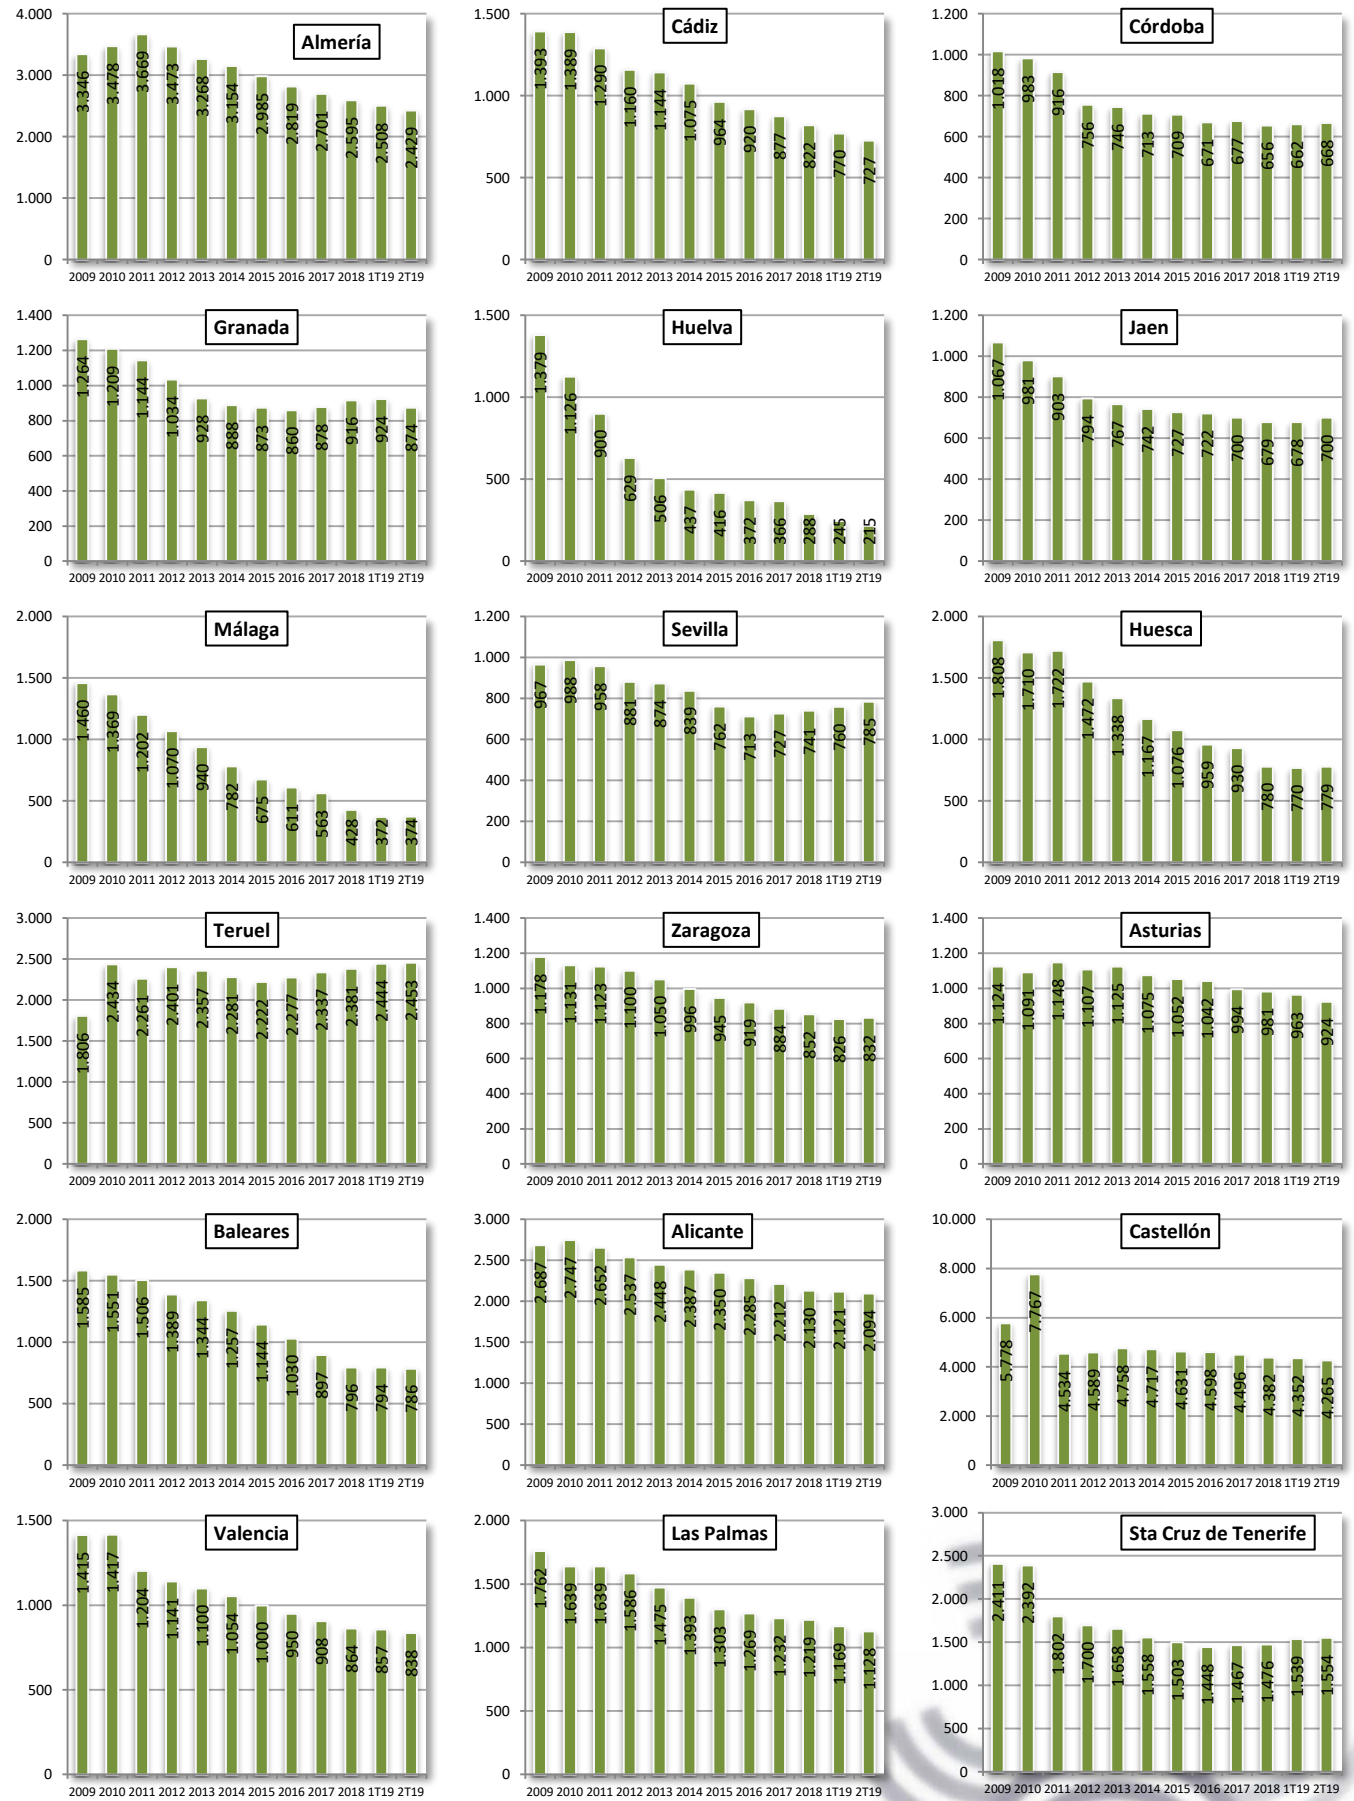 Almería
4.000
3.000
2.000
1.000
0
3.346 3.478 3.669 3.473 3.268 3.154 2.985 2.819 2.701 2.595 2.508 2.429
2009 2010 2011 2012 2013 2014 2015 2016 2017 2018 1T19 2T19
Cádiz
1.500
1.000
500
0
1.393 1.389 1.290 1.160 1.144 1.075 964 920 877 822 770 727
2009 2010 2011 2012 2013 2014 2015 2016 2017 2018 1T19 2T19
Córdoba
1.200
1.000
800
600
400
200
0
1.018 983 916 756 746 713 709 671 677 656 662 668
2009 2010 2011 2012 2013 2014 2015 2016 2017 2018 1T19 2T19
Granada
1.400
1.200
1.000
800
600
400
200
0
1.264 1.209 1.144 1.034 928 888 873 860 878 916 924 874
2009 2010 2011 2012 2013 2014 2015 2016 2017 2018 1T19 2T19
Huelva
1.500
1.000
500
0
1.379 1.126 900 629 506 437 416 372 366 288 245 215
2009 2010 2011 2012 2013 2014 2015 2016 2017 2018 1T19 2T19
Jaen
1.200
1.000
800
600
400
200
0
1.067 981 903 794 767 742 727 722 700 679 678 700
2009 2010 2011 2012 2013 2014 2015 2016 2017 2018 1T19 2T19
Málaga
2.000
1.500
1.000
500
0
1.460 1.369 1.202 1.070 940 782 675 611 563 428 372 374
2009 2010 2011 2012 2013 2014 2015 2016 2017 2018 1T19 2T19
Sevilla
1.200
1.000
800
600
400
200
0
967 988 958 881 874 839 762 713 727 741 760 785
2009 2010 2011 2012 2013 2014 2015 2016 2017 2018 1T19 2T19
Huesca
2.000
1.500
1.000
500
0
1.808 1.710 1.722 1.472 1.338 1.167 1.076 959 930 780 770 779
2009 2010 2011 2012 2013 2014 2015 2016 2017 2018 1T19 2T19
Teruel
3.000
2.500
2.000
1.500
1.000
500
0
1.806 2.434 2.261 2.401 2.357 2.281 2.222 2.277 2.337 2.381 2.444 2.453
2009 2010 2011 2012 2013 2014 2015 2016 2017 2018 1T19 2T19
Zaragoza
1.400
1.200
1.000
800
600
400
200
0
1.178 1.131 1.123 1.100 1.050 996 945 919 884 852 826 832
2009 2010 2011 2012 2013 2014 2015 2016 2017 2018 1T19 2T19
Asturias
1.400
1.200
1.000
800
600
400
200
0
1.124 1.091 1.148 1.107 1.125 1.075 1.052 1.042 994 981 963 924
2009 2010 2011 2012 2013 2014 2015 2016 2017 2018 1T19 2T19
Baleares
2.000
1.500
1.000
500
0
1.585 1.551 1.506 1.389 1.344 1.257 1.144 1.030 897 796 794 786
2009 2010 2011 2012 2013 2014 2015 2016 2017 2018 1T19 2T19
Alicante
3.000
2.500
2.000
1.500
1.000
500
0
2.687 2.747 2.652 2.537 2.448 2.387 2.350 2.285 2.212 2.130 2.121 2.094
2009 2010 2011 2012 2013 2014 2015 2016 2017 2018 1T19 2T19
Castellón
10.000
8.000
6.000
4.000
2.000
0
5.778 7.767 4.534 4.589 4.758 4.717 4.631 4.598 4.496 4.382 4.352 4.265
2009 2010 2011 2012 2013 2014 2015 2016 2017 2018 1T19 2T19
Valencia
1.500
1.000
500
0
1.415 1.417 1.204 1.141 1.100 1.054 1.000 950 908 864 857 838
2009 2010 2011 2012 2013 2014 2015 2016 2017 2018 1T19 2T19
Las Palmas
2.000
1.500
1.000
500
0
1.762 1.639 1.639 1.586 1.475 1.393 1.303 1.269 1.232 1.219 1.169 1.128
2009 2010 2011 2012 2013 2014 2015 2016 2017 2018 1T19 2T19
Sta Cruz de Tenerife
3.000
2.500
2.000
1.500
1.000
500
0
2.411 2.392 1.802 1.700 1.658 1.558 1.503 1.448 1.467 1.476 1.539 1.554
2009 2010 2011 2012 2013 2014 2015 2016 2017 2018 1T19 2T19